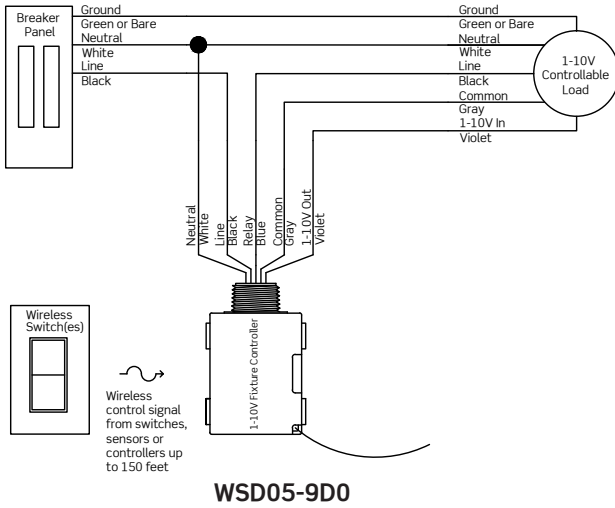 Breaker
Panel
Ground
Green or Bare
Neutral
White
Line
Black
Ground
Green or Bare
Neutral
White
Line
Black
Common
Gray
1-10V In
Violet
1-10V
Controllable
Load
Neutral
White
Line
Black
Relay
Blue
Common
Gray
1-10V Out
Violet
Wireless
Switch(es)
Wireless
control signal
from switches,
sensors or
controllers up
to 150 feet
1-10V Fixture Controller
WSD05-9D0